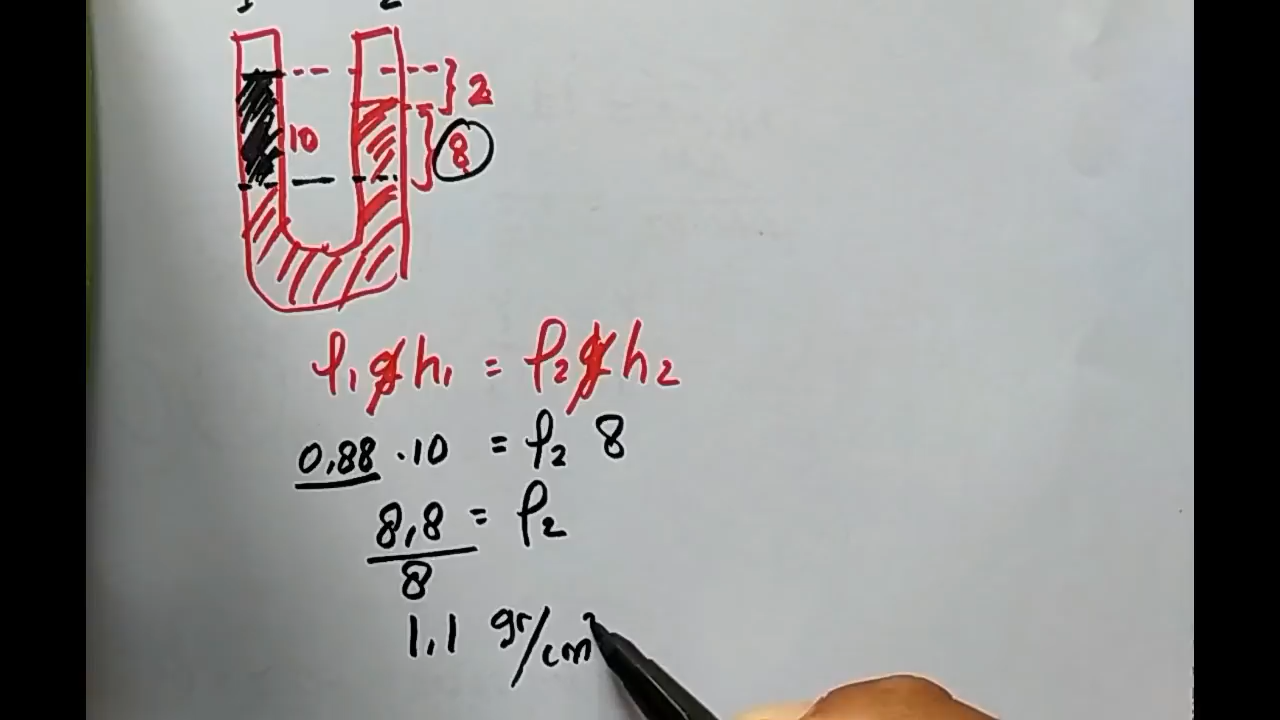 1 2
2
10
8
ρ₁gh₁ = ρ₂gh₂
0,88 · 10 = ρ₂ 8
8,8 = ρ₂
8
1,1 gr/cm